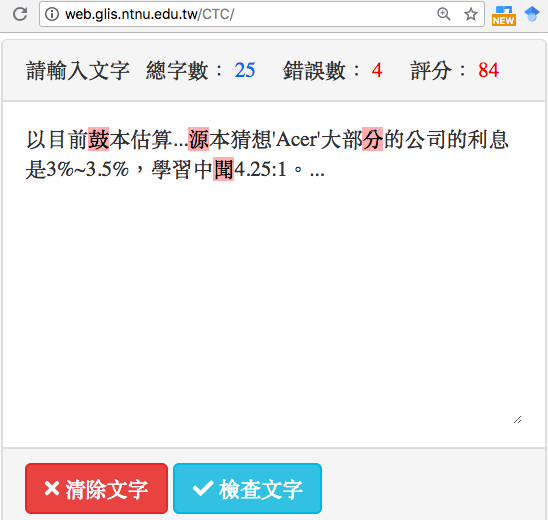 web.glis.ntnu.edu.tw/CTC/
NEW
請輸入文字 總字數： 25 錯誤數： 4 評分： 84
以目前鼓本估算...源本猜想'Acer'大部分的公司的利息
是3%~3.5%，學習中聞4.25:1。...
清除文字 檢查文字